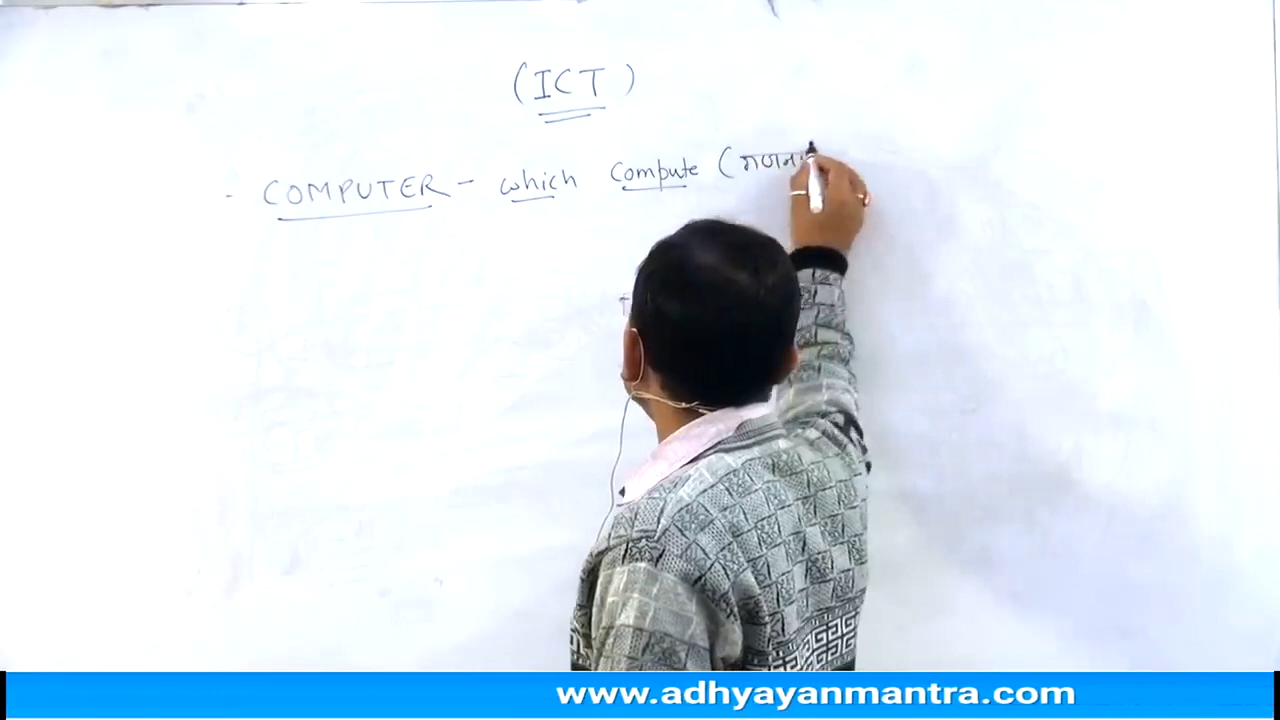 (ICT)
- COMPUTER - which compute (गणना
www.adhyayanmantra.com